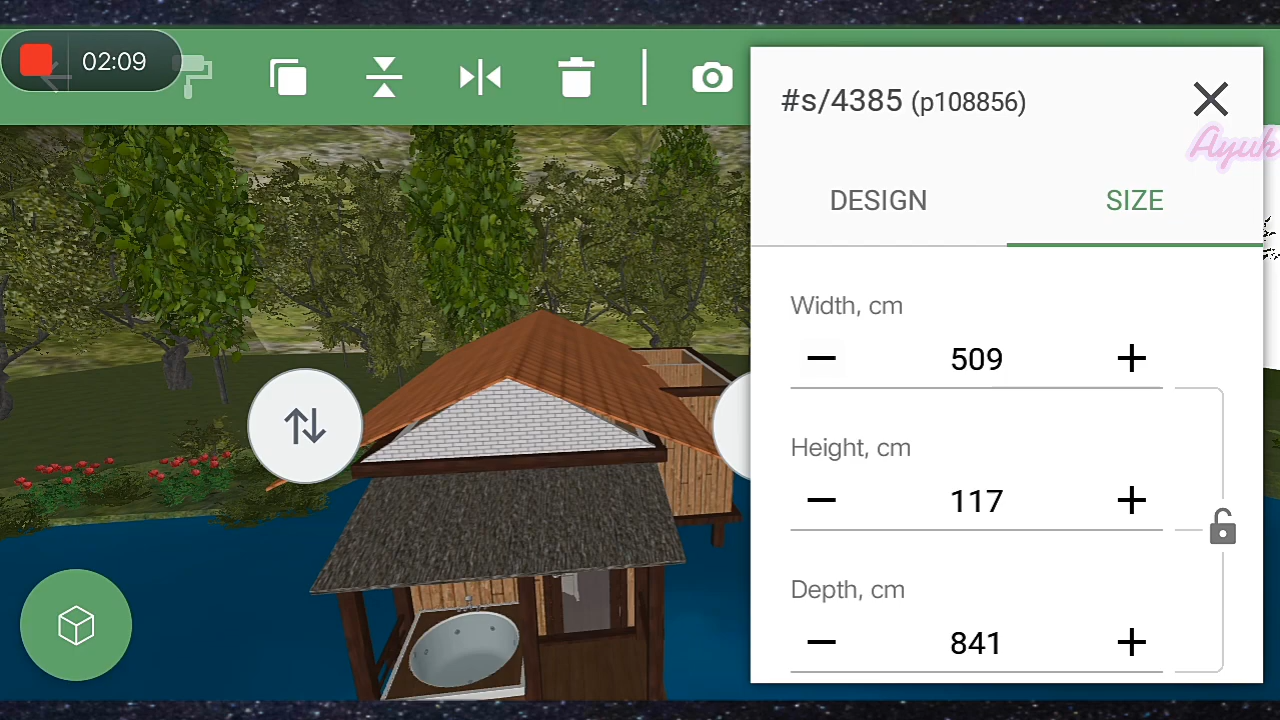 02:09
#s/4385 (p108856)
Ayuk
DESIGN
SIZE
Width, cm
509
Height, cm
117
Depth, cm
841